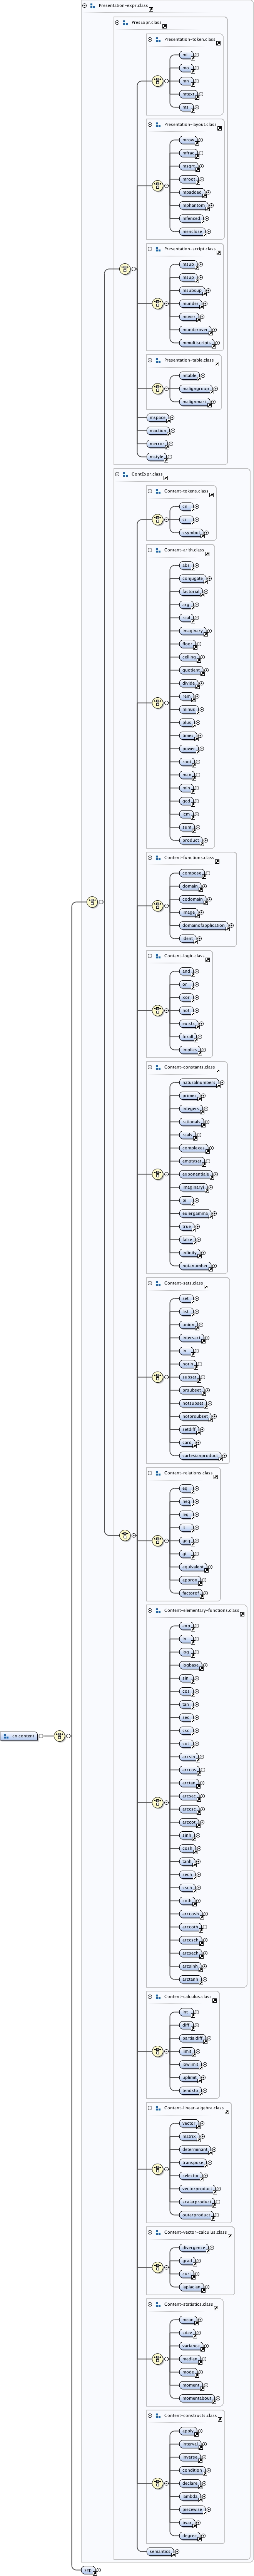 Presentation-expr.class
PresExpr.class
Presentation-token.class
mi
mo
mn
mtext
ms
Presentation-layout.class
mrow
mfrac
msqrt
mroot
mpadded
mphantom
mfenced
menclose
Presentation-script.class
msub
msup
msubsup
munder
mover
munderover
mmultiscripts
Presentation-table.class
mtable
maligngroup
malignmark
mspace
maction
merror
mstyle
ContExpr.class
Content-tokens.class
cn
ci
csymbol
Content-arith.class
abs
conjugate
factorial
arg
real
imaginary
floor
ceiling
quotient
divide
rem
minus
plus
times
power
root
max
min
gcd
lcm
sum
product
Content-functions.class
compose
domain
codomain
image
domainofapplication
ident
Content-logic.class
and
or
xor
not
exists
forall
implies
Content-constants.class
naturalnumbers
primes
integers
rationals
reals
complexes
emptyset
exponentiale
imaginaryi
pi
eulergamma
true
false
infinity
notanumber
Content-sets.class
set
list
union
intersect
in
notin
subset
prsubset
notsubset
notprsubset
setdiff
card
cartesianproduct
Content-relations.class
eq
neq
leq
lt
geq
gt
equivalent
approx
factorof
Content-elementary-functions.class
exp
ln
log
logbase
sin
cos
tan
sec
csc
cot
arcsin
arccos
arctan
arcsec
arccsc
arccot
sinh
cosh
tanh
sech
csch
coth
arccosh
arccoth
arccsch
arcsech
arcsinh
arctanh
Content-calculus.class
int
diff
partialdiff
limit
lowlimit
uplimit
tendsto
Content-linear-algebra.class
vector
matrix
determinant
transpose
selector
vectorproduct
scalarproduct
outerproduct
Content-vector-calculus.class
divergence
grad
curl
laplacian
Content-statistics.class
mean
sdev
variance
median
mode
moment
momentabout
Content-constructs.class
apply
interval
inverse
condition
declare
lambda
piecewise
bvar
degree
semantics
cn.content
sep